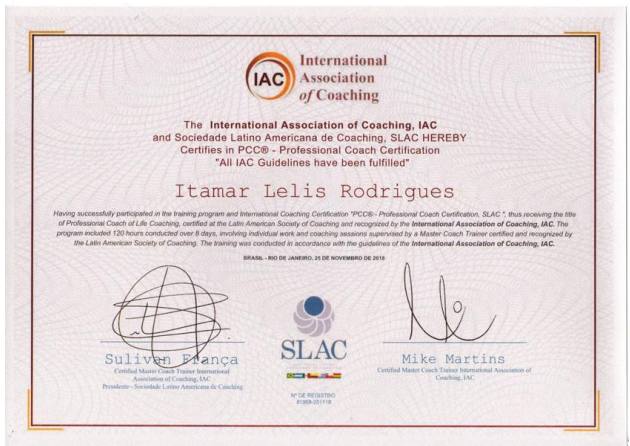 International
IAC Association
of Coaching
The International Association of Coaching, IAC
and Sociedade Latino Americana de Coaching, SLAC HEREBY
Certifies in PCC® - Professional Coach Certification
"All IAC Guidelines have been fulfilled"
Itamar Lelis Rodrigues
Having successfully participated in the training program and International Coaching Certification "PCC® - Professional Coach Certification, SLAC ", thus receiving the title
of Professional Coach of Life Coaching, certified at the Latin American Society of Coaching and recognized by the International Association of Coaching, IAC. The
program included 120 hours conducted over 8 days, involving individual work and coaching sessions supervised by a Master Coach Trainer certified and recognized by
the Latin American Society of Coaching. The training was conducted in accordance with the guidelines of the International Association of Coaching, IAC.
BRASIL - RIO DE JANEIRO, 25 DE NOVEMBRO DE 2018
SLAC
Sulivan França
Certified Master Coach Trainer International
Association of Coaching, IAC
Presidente - Sociedade Latino Americana de Coaching
Mike Martins
Certified Master Coach Trainer International Association of
Coaching, IAC
Nº DE REGISTRO